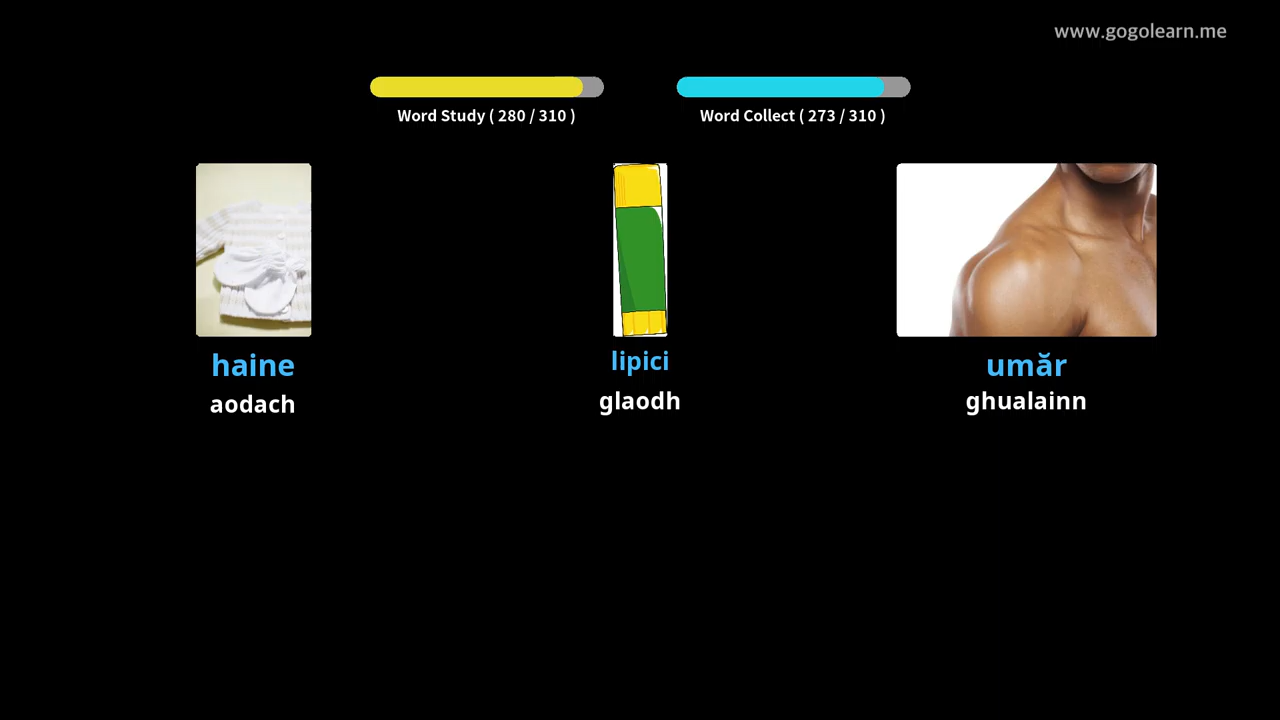 www.gogolearn.me
Word Study ( 280 / 310 )
Word Collect ( 273 / 310 )
haine
lipici
umăr
aodach
glaodh
ghualainn